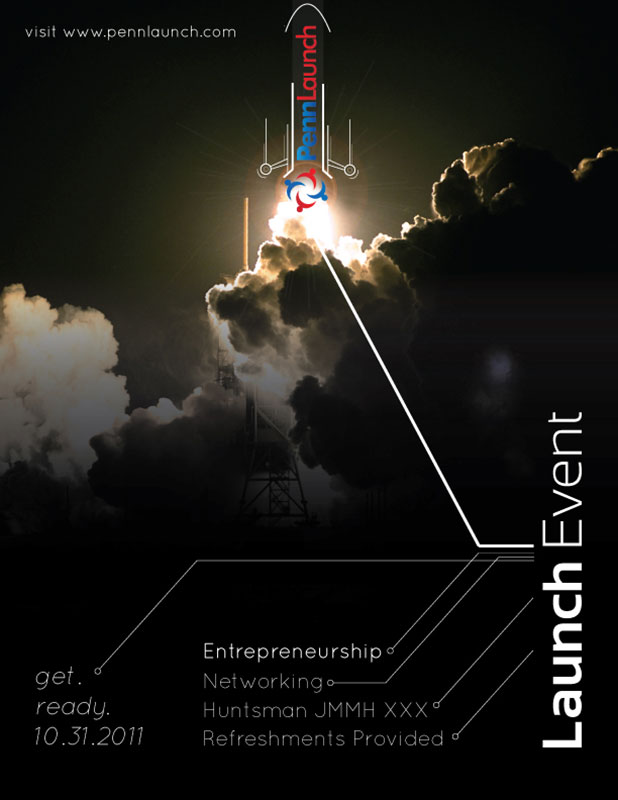 visit www.pennlaunch.com
PennLaunch
Launch Event
Entrepreneurship
Networking
Huntsman JMMH XXX
Refreshments Provided
get.
ready.
10.31.2011